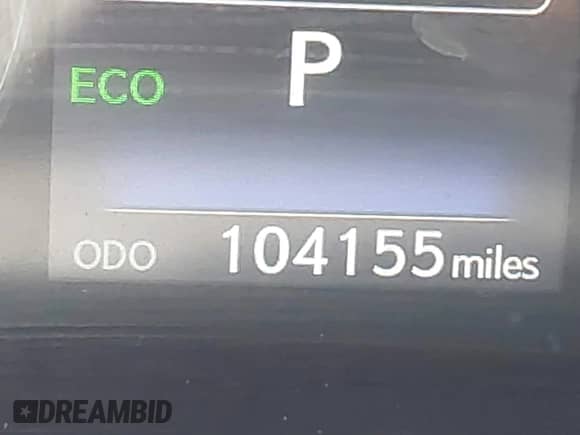 P
ECO
ODO 104155 miles
DREAMBID